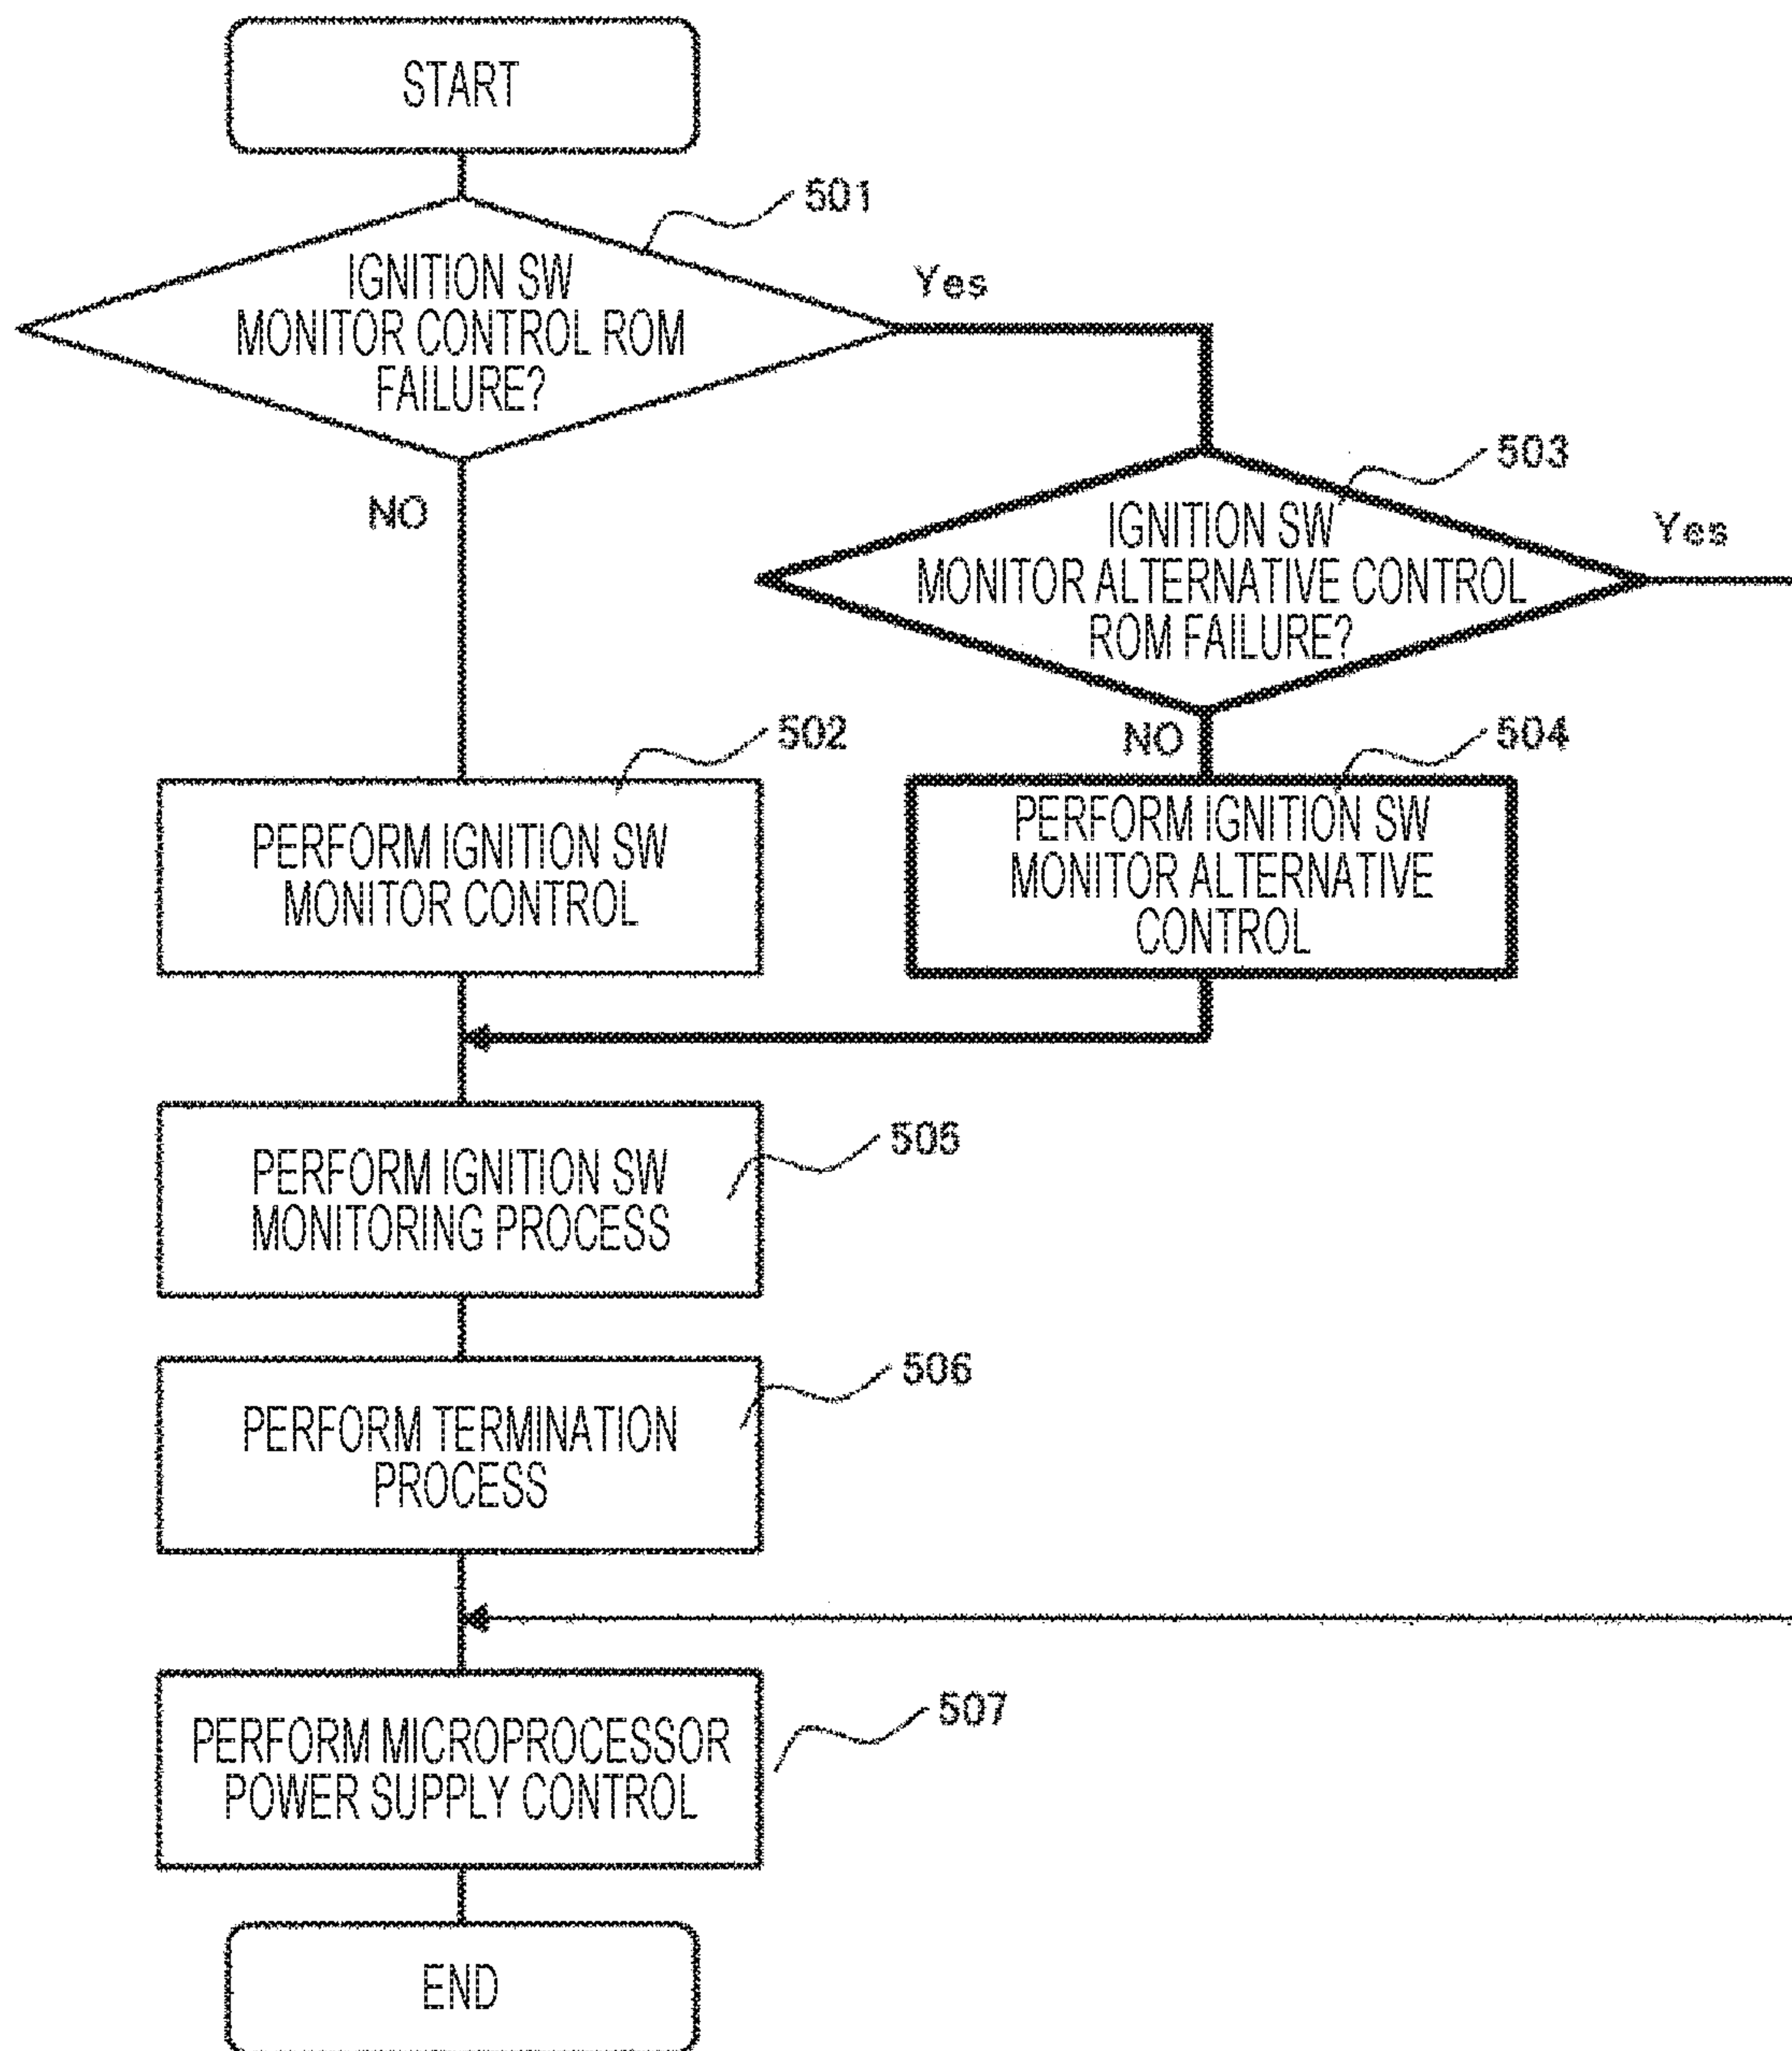 START
501
IGNITION SW
MONITOR CONTROL ROM
FAILURE?
Yes
NO
503
IGNITION SW
MONITOR ALTERNATIVE CONTROL
ROM FAILURE?
Yes
NO
502
PERFORM IGNITION SW
MONITOR CONTROL
504
PERFORM IGNITION SW
MONITOR ALTERNATIVE
CONTROL
505
PERFORM IGNITION SW
MONITORING PROCESS
506
PERFORM TERMINATION
PROCESS
507
PERFORM MICROPROCESSOR
POWER SUPPLY CONTROL
END